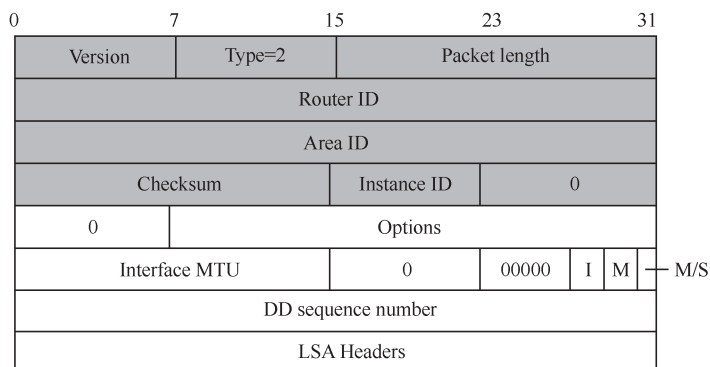 0 7 15 23 31
Version Type=2 Packet length
Router ID
Area ID
Checksum Instance ID 0
0 Options
Interface MTU 0 00000 I M M/S
DD sequence number
LSA Headers